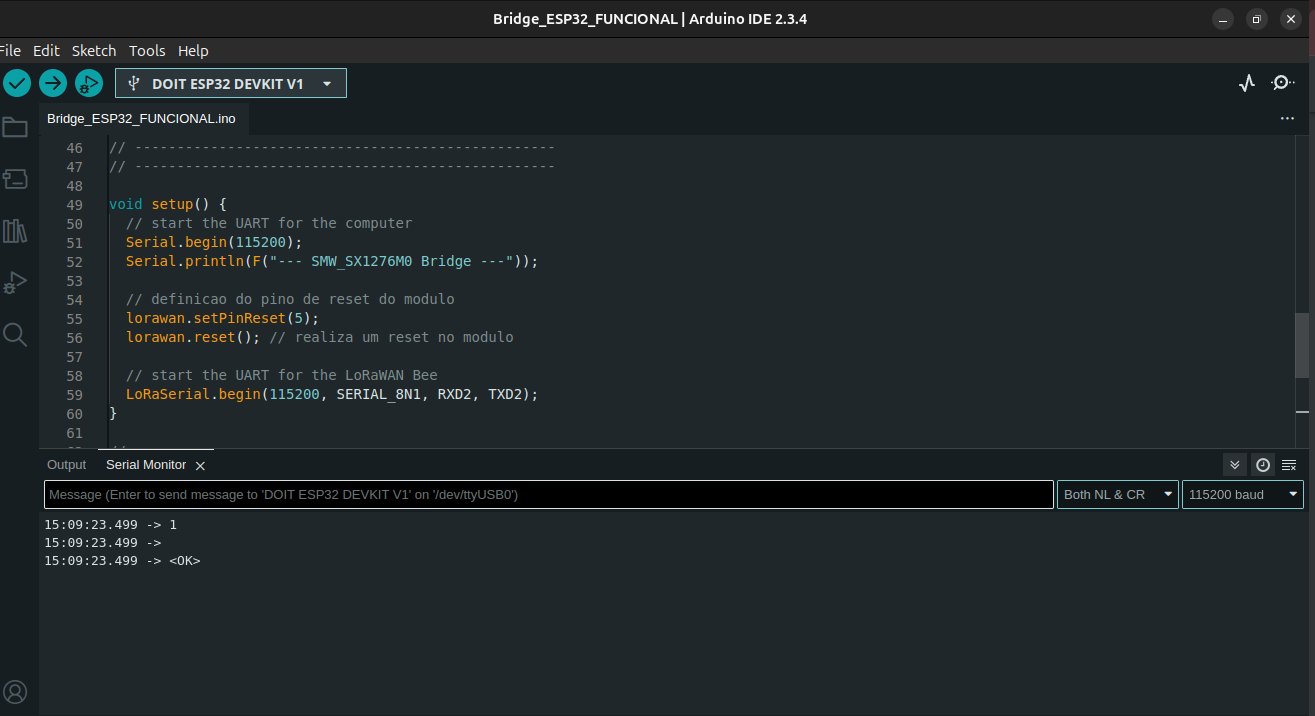 Bridge_ESP32_FUNCIONAL | Arduino IDE 2.3.4
File Edit Sketch Tools Help
DOIT ESP32 DEVKIT V1
Bridge_ESP32_FUNCIONAL.ino
46 // --------------------------------------------------
47 // --------------------------------------------------
48
49 void setup() {
50 // start the UART for the computer
51 Serial.begin(115200);
52 Serial.println(F("--- SMW_SX1276M0 Bridge ---"));
53
54 // definicao do pino de reset do modulo
55 lorawan.setPinReset(5);
56 lorawan.reset(); // realiza um reset no modulo
57
58 // start the UART for the LoRaWAN Bee
59 LoRaSerial.begin(115200, SERIAL_8N1, RXD2, TXD2);
60 }
61
Output Serial Monitor
Message (Enter to send message to 'DOIT ESP32 DEVKIT V1' on '/dev/ttyUSB0') Both NL & CR 115200 baud
15:09:23.499 -> 1
15:09:23.499 ->
15:09:23.499 -> <OK>